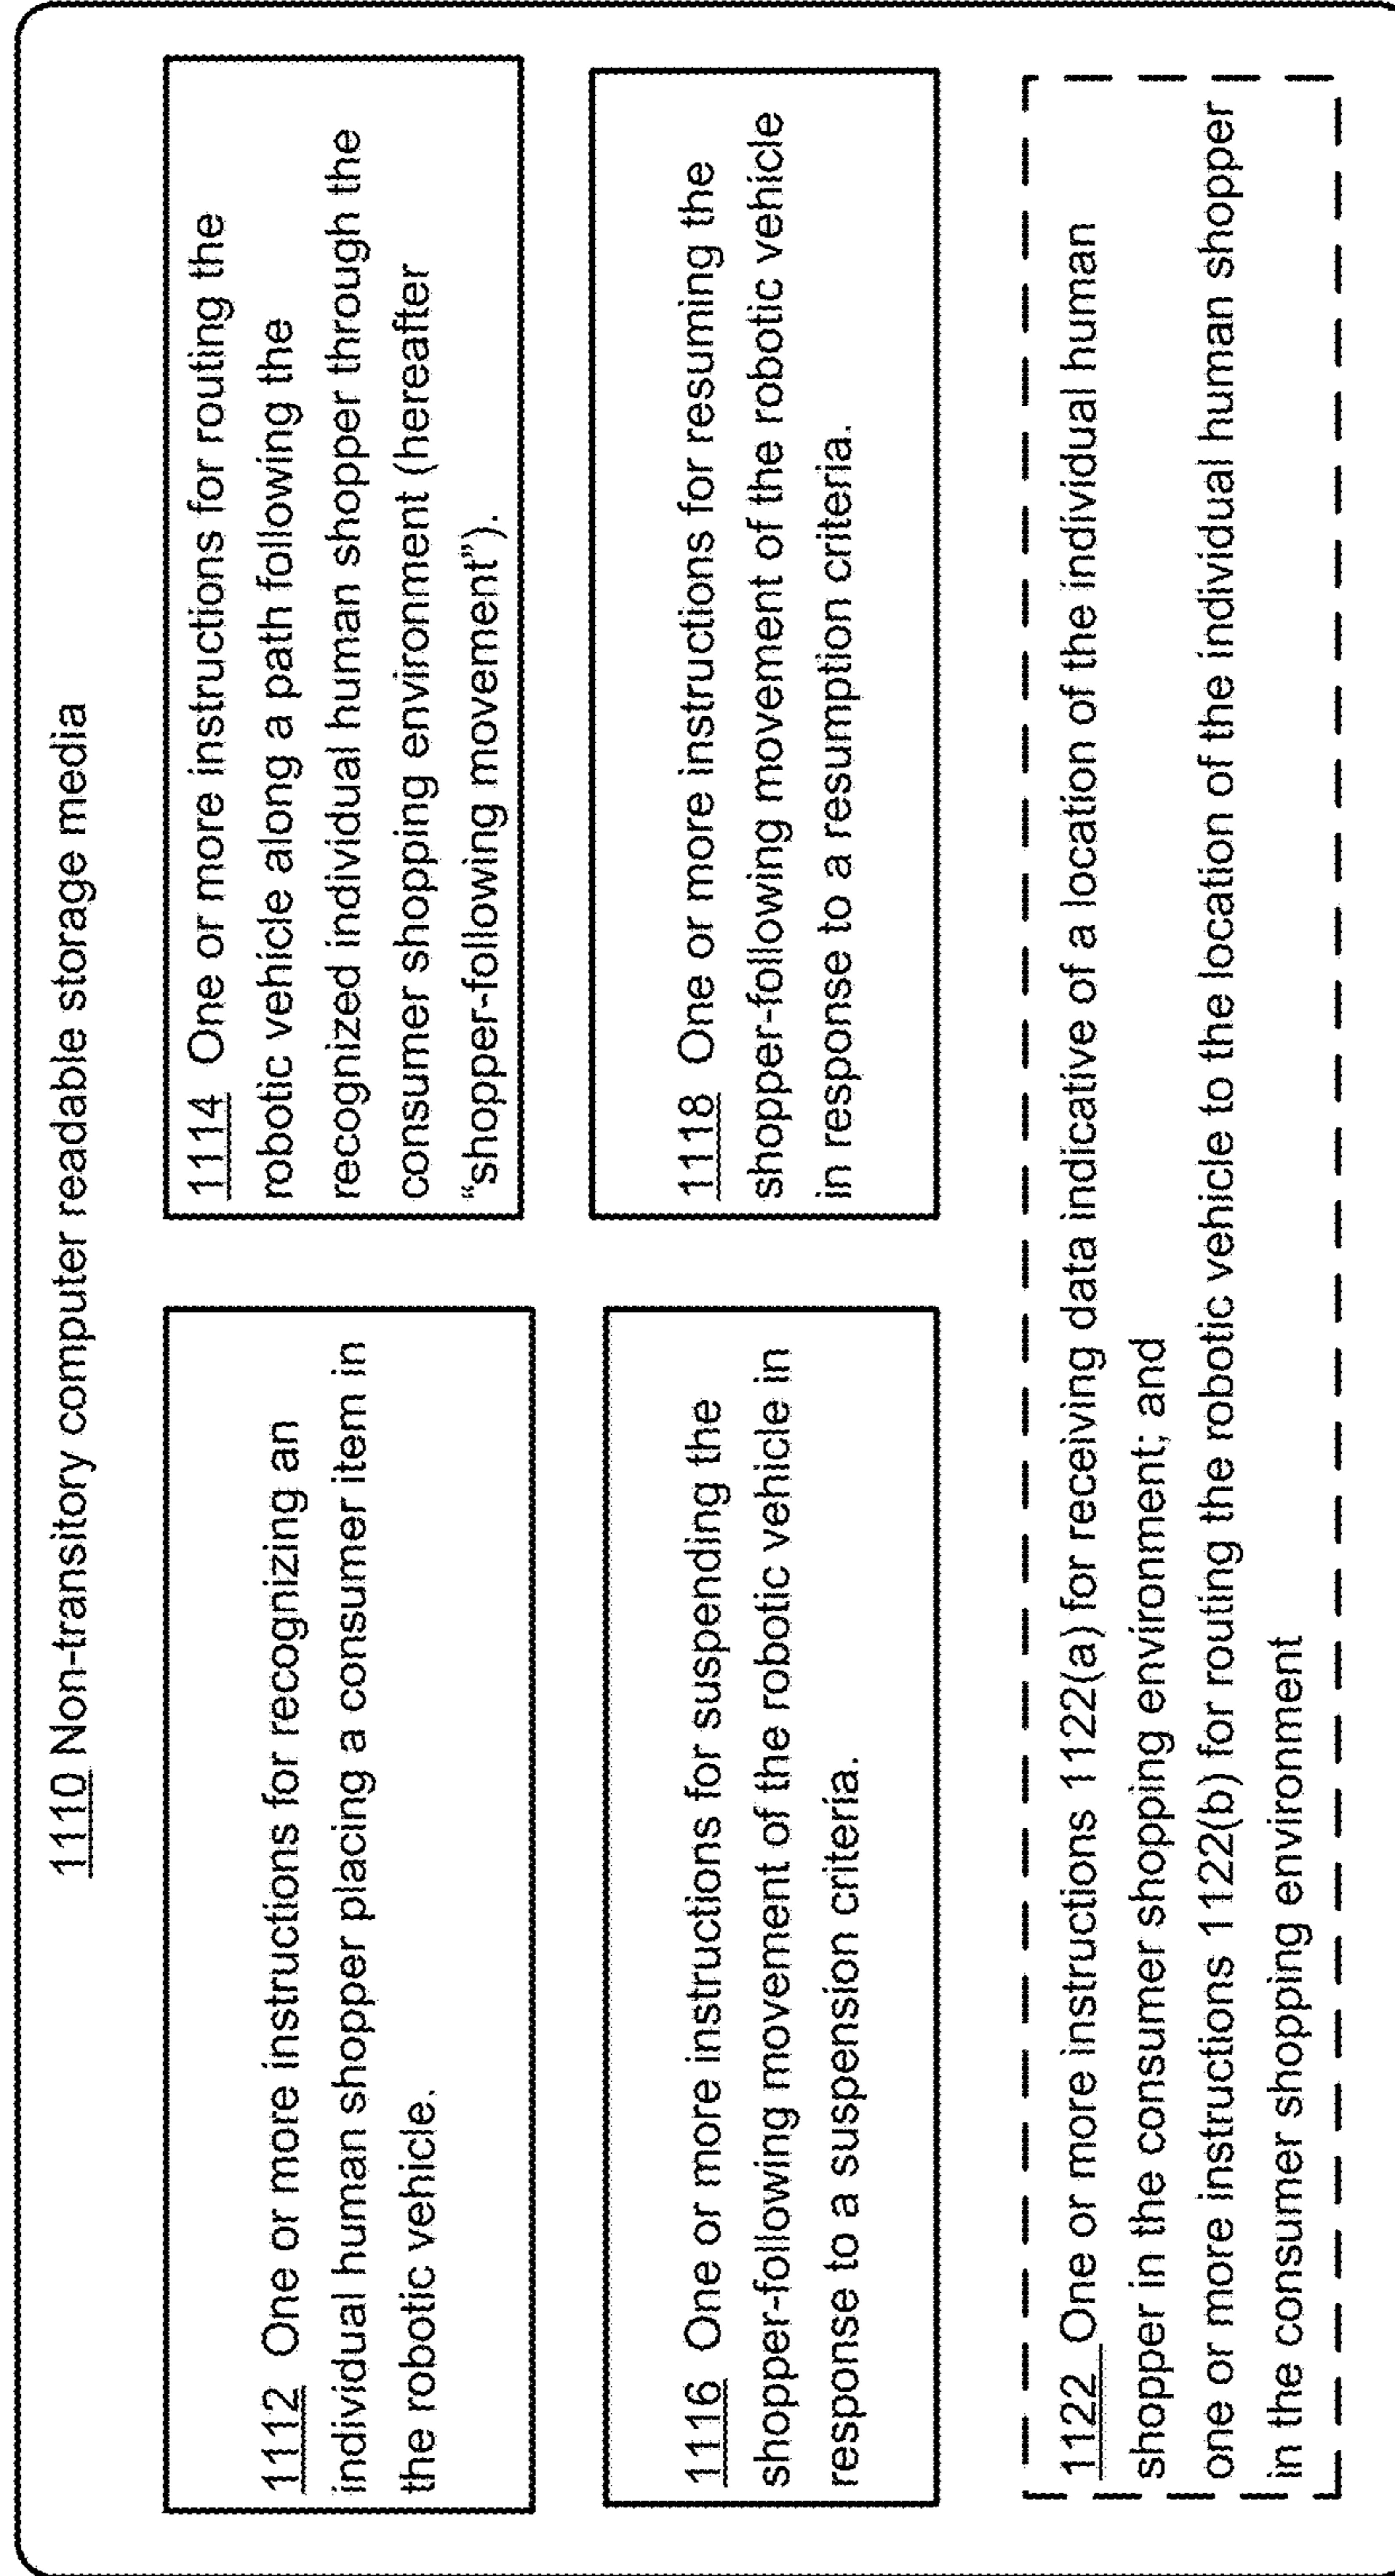 1110 Non-transitory computer readable storage media
1112 One or more instructions for recognizing an
individual human shopper placing a consumer item in
the robotic vehicle.
1114 One or more instructions for routing the
robotic vehicle along a path following the
recognized individual human shopper through the
consumer shopping environment (hereafter
“shopper-following movement”).
1116 One or more instructions for suspending the
shopper-following movement of the robotic vehicle in
response to a suspension criteria.
1118 One or more instructions for resuming the
shopper-following movement of the robotic vehicle
in response to a resumption criteria.
1122 One or more instructions 1122(a) for receiving data indicative of a location of the individual human
shopper in the consumer shopping environment; and
one or more instructions 1122(b) for routing the robotic vehicle to the location of the individual human shopper
in the consumer shopping environment